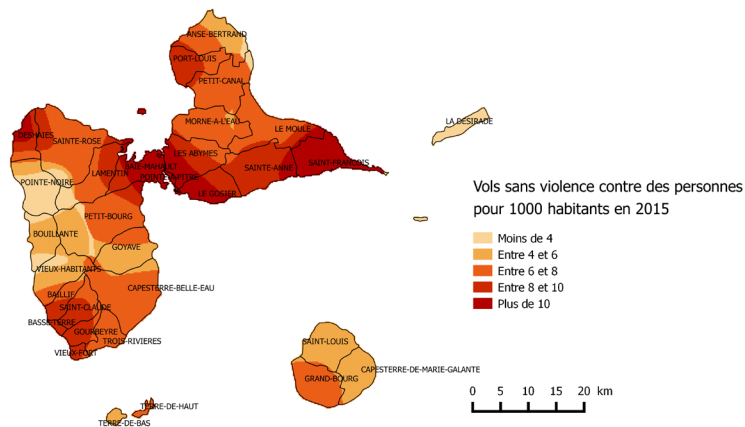 ANSE-BERTRAND
PORT-LOUIS
PETIT-CANAL
MORNE-A-L'EAU
LE MOULE
LA DESIRADE
DESHAIES
SAINTE-ROSE
LES ABYMES
SAINT-FRANCOIS
BAIE-MAHAULT
SAINTE-ANNE
LAMENTIN
POINTE-A-PITRE
POINTE-NOIRE
LE GOSIER
PETIT-BOURG
BOUILLANTE
GOYAVE
VIEUX-HABITANTS
CAPESTERRE-BELLE-EAU
BAILLIF
SAINT-CLAUDE
BASSE-TERRE
GOURBEYRE
TROIS-RIVIERES
VIEUX-FORT
SAINT-LOUIS
CAPESTERRE-DE-MARIE-GALANTE
GRAND-BOURG
TERRE-DE-HAUT
TERRE-DE-BAS
Vols sans violence contre des personnes
pour 1000 habitants en 2015
Moins de 4
Entre 4 et 6
Entre 6 et 8
Entre 8 et 10
Plus de 10
0 5 10 15 20 km